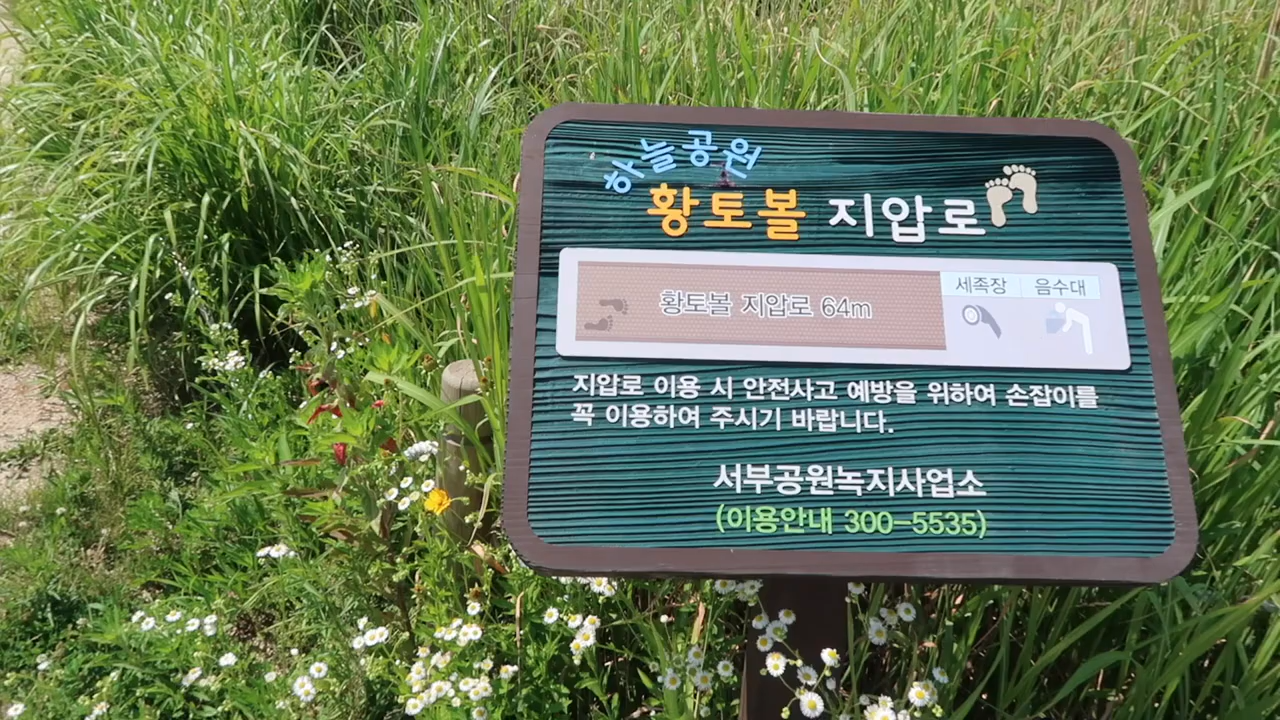 하늘공원
황토볼 지압로
황토볼 지압로 64m
세족장 음수대
지압로 이용 시 안전사고 예방을 위하여 손잡이를
꼭 이용하여 주시기 바랍니다.
서부공원녹지사업소
(이용안내 300-5535)